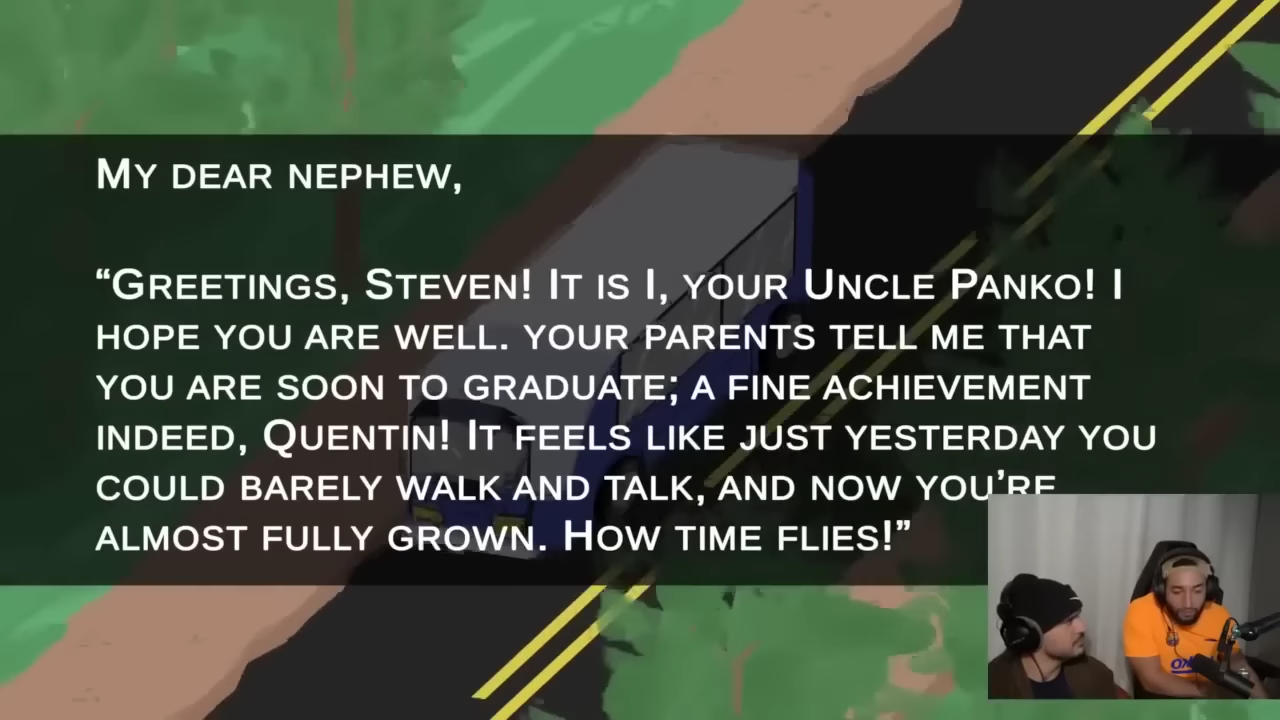 My dear nephew,
“Greetings, Steven! It is I, your Uncle Panko! I
hope you are well. your parents tell me that
you are soon to graduate; a fine achievement
indeed, Quentin! It feels like just yesterday you
could barely walk and talk, and now you’re
almost fully grown. How time flies!”